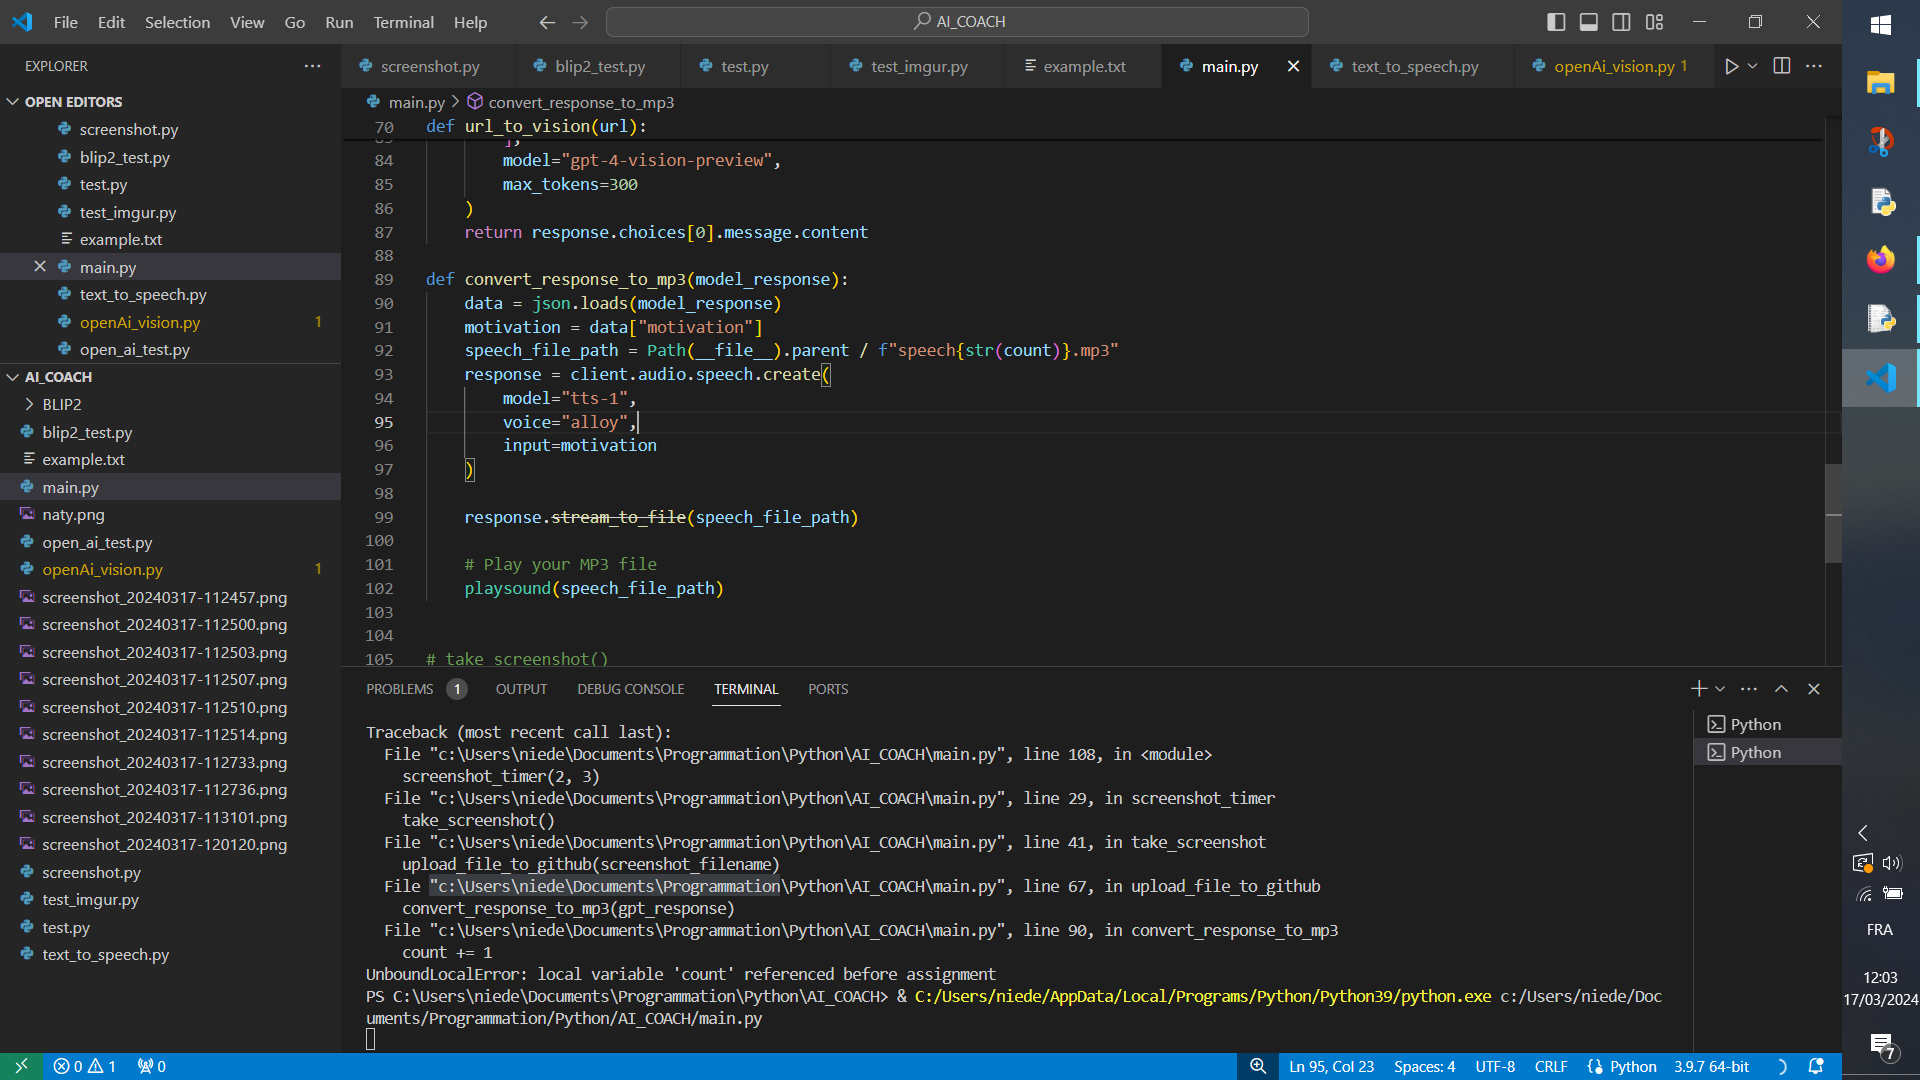 File Edit Selection View Go Run Terminal Help
AI_COACH
EXPLORER
OPEN EDITORS
screenshot.py
blip2_test.py
test.py
test_imgur.py
example.txt
main.py
text_to_speech.py
openAi_vision.py 1
open_ai_test.py
AI_COACH
BLIP2
blip2_test.py
example.txt
main.py
naty.png
open_ai_test.py
openAi_vision.py 1
screenshot_20240317-112457.png
screenshot_20240317-112500.png
screenshot_20240317-112503.png
screenshot_20240317-112507.png
screenshot_20240317-112510.png
screenshot_20240317-112514.png
screenshot_20240317-112733.png
screenshot_20240317-112736.png
screenshot_20240317-113101.png
screenshot_20240317-120120.png
screenshot.py
test_imgur.py
test.py
text_to_speech.py
screenshot.py blip2_test.py test.py test_imgur.py example.txt main.py text_to_speech.py openAi_vision.py 1
main.py > convert_response_to_mp3
70 def url_to_vision(url):
83 ],
84 model="gpt-4-vision-preview",
85 max_tokens=300
86 )
87 return response.choices[0].message.content
88
89 def convert_response_to_mp3(model_response):
90 data = json.loads(model_response)
91 motivation = data["motivation"]
92 speech_file_path = Path(__file__).parent / f"speech{str(count)}.mp3"
93 response = client.audio.speech.create(
94 model="tts-1",
95 voice="alloy",
96 input=motivation
97 )
98
99 response.stream_to_file(speech_file_path)
100
101 # Play your MP3 file
102 playsound(speech_file_path)
103
104
105 # take_screenshot()
PROBLEMS 1 OUTPUT DEBUG CONSOLE TERMINAL PORTS
Traceback (most recent call last):
File "c:\Users\niede\Documents\Programmation\Python\AI_COACH\main.py", line 108, in <module>
screenshot_timer(2, 3)
File "c:\Users\niede\Documents\Programmation\Python\AI_COACH\main.py", line 29, in screenshot_timer
take_screenshot()
File "c:\Users\niede\Documents\Programmation\Python\AI_COACH\main.py", line 41, in take_screenshot
upload_file_to_github(screenshot_filename)
File "c:\Users\niede\Documents\Programmation\Python\AI_COACH\main.py", line 67, in upload_file_to_github
convert_response_to_mp3(gpt_response)
File "c:\Users\niede\Documents\Programmation\Python\AI_COACH\main.py", line 90, in convert_response_to_mp3
count += 1
UnboundLocalError: local variable 'count' referenced before assignment
PS C:\Users\niede\Documents\Programmation\Python\AI_COACH> & C:/Users/niede/AppData/Local/Programs/Python/Python39/python.exe c:/Users/niede/Doc
uments/Programmation/Python/AI_COACH/main.py
Python
Python
0 1 0
Ln 95, Col 23 Spaces: 4 UTF-8 CRLF Python 3.9.7 64-bit
FRA
12:03
17/03/2024
7